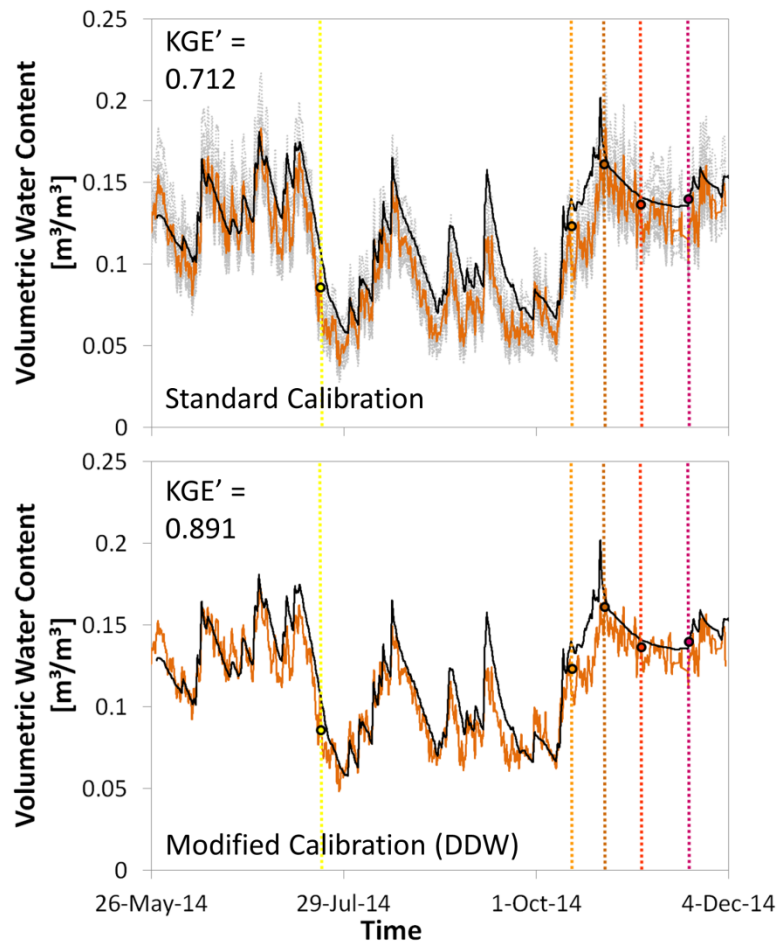 0.25
KGE’ =
0.712
0.2
0.15
0.1
0.05
0
Volumetric Water Content
[m³/m³]
Standard Calibration
0.25
KGE’ =
0.891
0.2
0.15
0.1
0.05
0
Volumetric Water Content
[m³/m³]
Modified Calibration (DDW)
26-May-14
29-Jul-14
1-Oct-14
4-Dec-14
Time